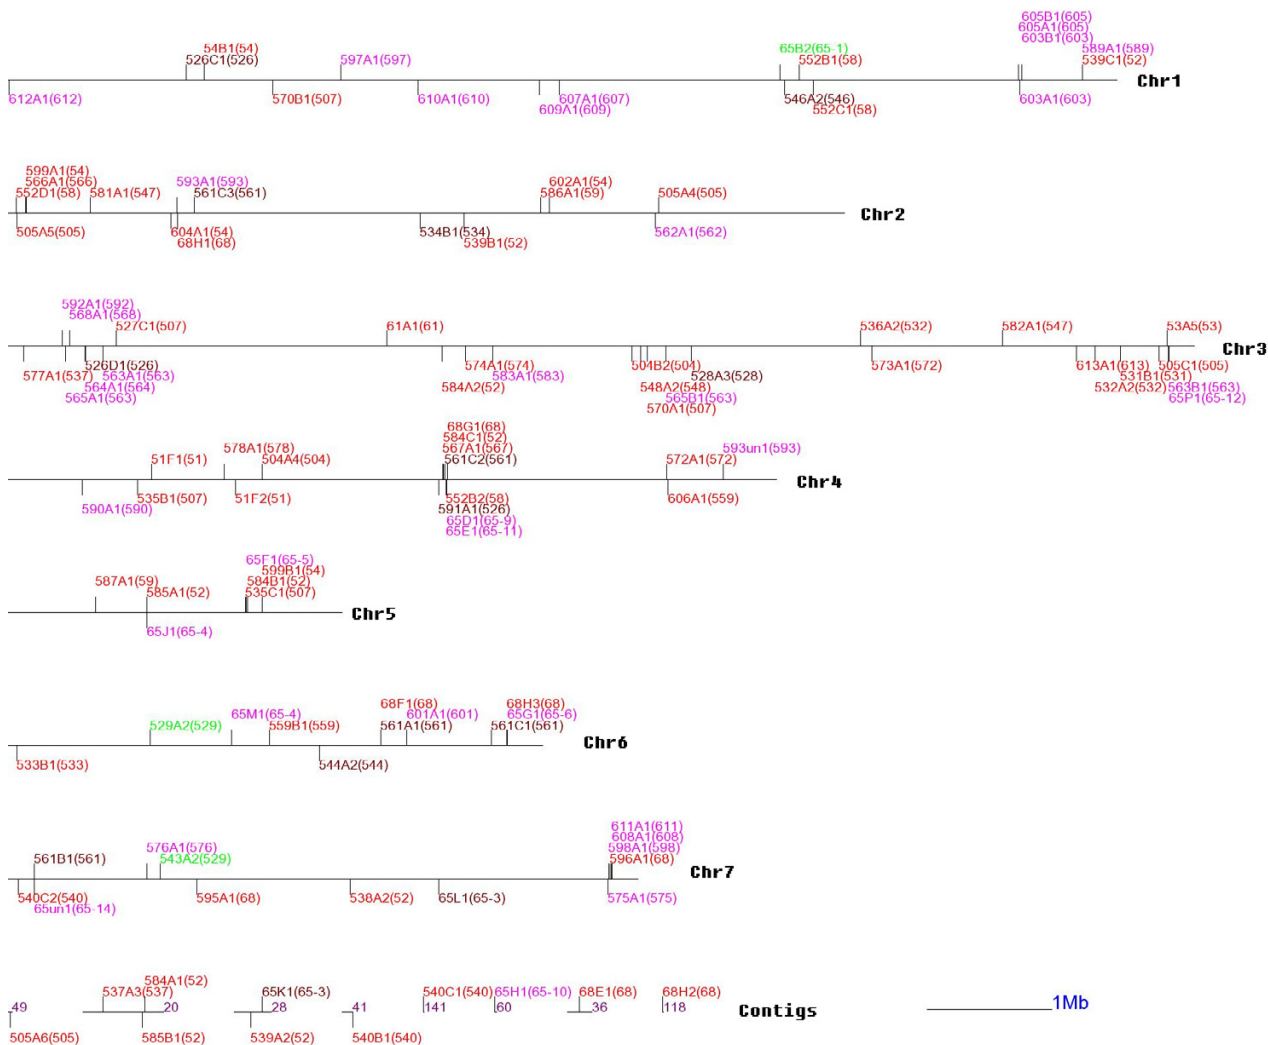 605B1(605)
605A1(605)
54B1(54) 65B2(65-1) 603B1(603) 589A1(589)
526C1(526) 597A1(597) 552B1(58) 539C1(52)
Chr1
612A1(612) 570B1(507) 610A1(610) 607A1(607) 546A2(546) 603A1(603)
609A1(609) 552C1(58)
599A1(54)
566A1(566) 593A1(593) 602A1(54)
552D1(58) 581A1(547) 561C3(561) 586A1(59) 505A4(505)
Chr2
505A5(505) 604A1(54) 534B1(534) 562A1(562)
68H1(68) 539B1(52)
592A1(592)
568A1(568)
527C1(507) 61A1(61) 536A2(532) 582A1(547) 53A5(53)
Chr3
577A1(537) 526D1(526) 574A1(574) 504B2(504) 573A1(572) 613A1(613) 505C1(505)
563A1(563) 583A1(583) 528A3(528) 531B1(531)
564A1(564) 584A2(52) 548A2(548) 532A2(532) 563B1(563)
565A1(563) 565B1(563) 65P1(65-12)
570A1(507)
68G1(68)
584C1(52)
578A1(578) 567A1(567) 593un1(593)
51F1(51) 504A4(504) 561C2(561) 572A1(572)
Chr4
535B1(507) 51F2(51) 552B2(58) 606A1(559)
590A1(590) 591A1(526)
65D1(65-9)
65E1(65-11)
65F1(65-5)
599B1(54)
587A1(59) 584B1(52)
585A1(52) 535C1(507)
Chr5
65J1(65-4)
68F1(68) 68H3(68)
65M1(65-4) 601A1(601) 65G1(65-6)
529A2(529) 559B1(559) 561A1(561) 561C1(561)
Chr6
533B1(533) 544A2(544)
611A1(611)
608A1(608)
576A1(576) 598A1(598)
561B1(561) 543A2(529) 596A1(68)
Chr7
540C2(540) 595A1(68) 538A2(52) 65L1(65-3) 575A1(575)
65un1(65-14)
584A1(52)
537A3(537) 65K1(65-3) 540C1(540) 65H1(65-10) 68E1(68) 68H2(68)
49 20 28 41 141 60 36 118 Contigs 1Mb
505A6(505) 585B1(52) 539A2(52) 540B1(540)